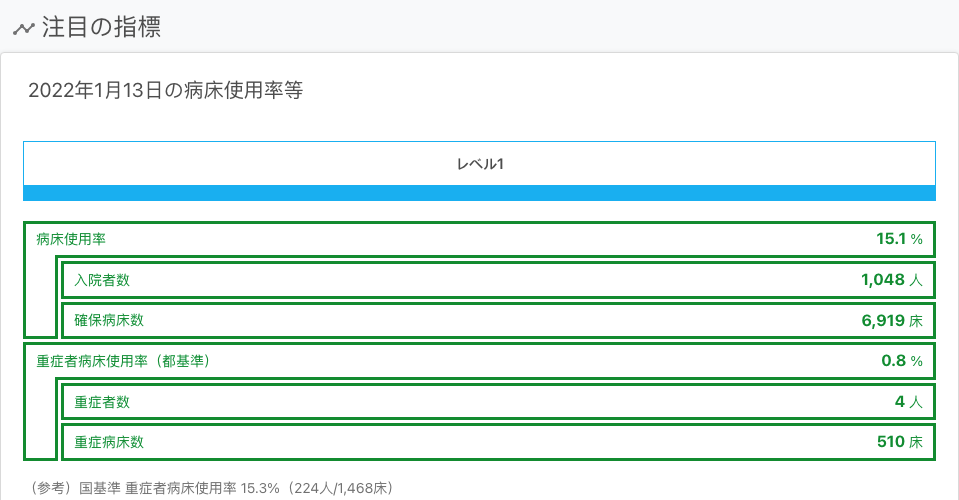 注目の指標
2022年1月13日の病床使用率等
レベル1
病床使用率 15.1 %
入院者数 1,048 人
確保病床数 6,919 床
重症者病床使用率（都基準） 0.8 %
重症者数 4 人
重症病床数 510 床
（参考）国基準 重症者病床使用率 15.3%（224人/1,468床）